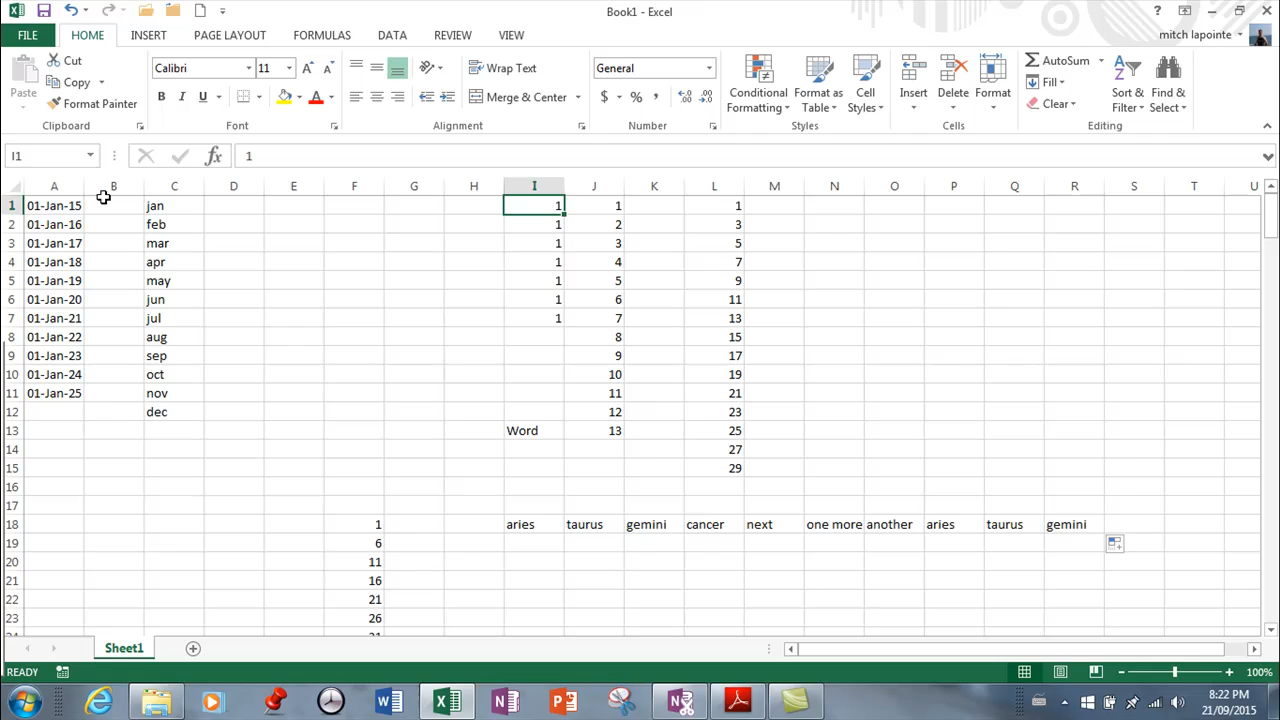 Book1 - Excel
FILE HOME INSERT PAGE LAYOUT FORMULAS DATA REVIEW VIEW mitch lapointe
Cut
Copy
Format Painter
Paste
Clipboard
Calibri 11
B I U A
Font
Wrap Text
Merge & Center
Alignment
General
$ % ,
Number
Conditional Formatting
Format as Table
Cell Styles
Styles
Insert Delete Format
Cells
AutoSum
Fill
Clear
Sort & Filter
Find & Select
Editing
I1 fx 1
A B C D E F G H I J K L M N O P Q R S T U
1 01-Jan-15 jan 1 1 1
2 01-Jan-16 feb 1 2 3
3 01-Jan-17 mar 1 3 5
4 01-Jan-18 apr 1 4 7
5 01-Jan-19 may 1 5 9
6 01-Jan-20 jun 1 6 11
7 01-Jan-21 jul 1 7 13
8 01-Jan-22 aug 8 15
9 01-Jan-23 sep 9 17
10 01-Jan-24 oct 10 19
11 01-Jan-25 nov 11 21
12 dec 12 23
13 Word 13 25
14 27
15 29
16
17
18 1 aries taurus gemini cancer next one more another aries taurus gemini
19 6
20 11
21 16
22 21
23 26
Sheet1
READY 100%
8:22 PM
21/09/2015